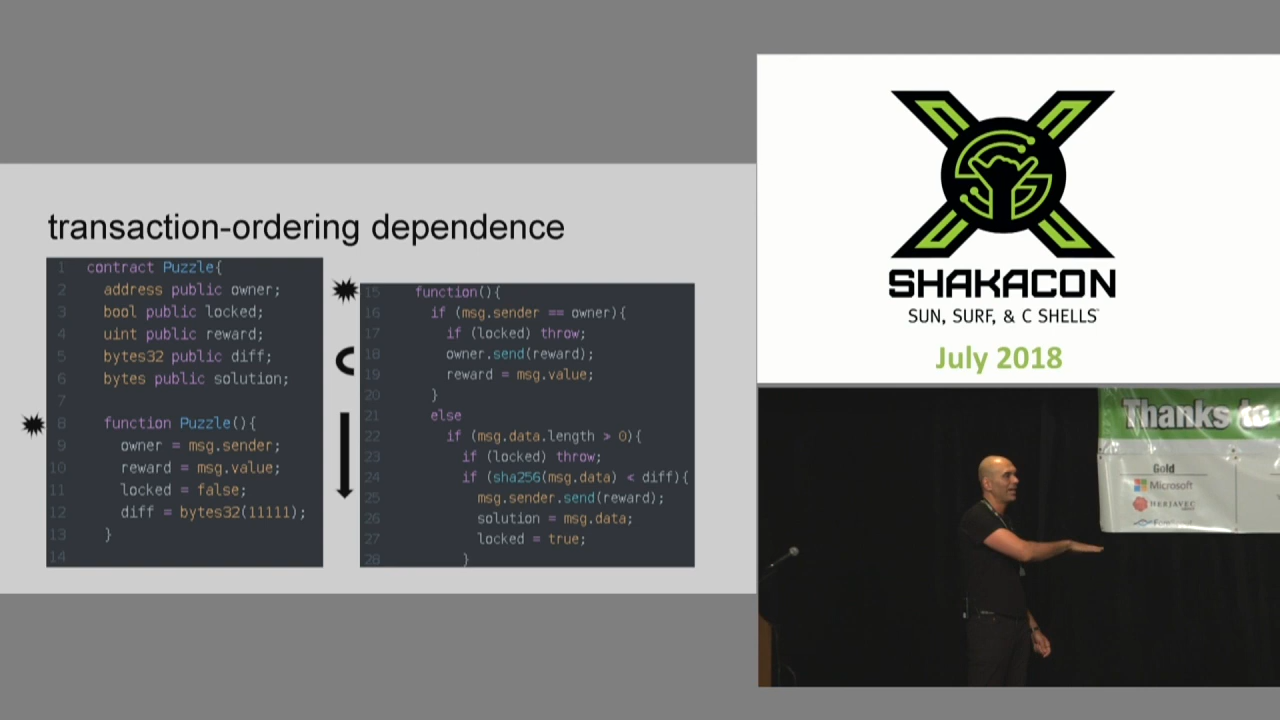 transaction-ordering dependence
1 contract Puzzle{
2 address public owner;
3 bool public locked;
4 uint public reward;
5 bytes32 public diff;
6 bytes public solution;
7
8 function Puzzle(){
9 owner = msg.sender;
10 reward = msg.value;
11 locked = false;
12 diff = bytes32(11111);
13 }
14
15 function(){
16 if (msg.sender == owner){
17 if (locked) throw;
18 owner.send(reward);
19 reward = msg.value;
20 }
21 else
22 if (msg.data.length > 0){
23 if (locked) throw;
24 if (sha256(msg.data) < diff){
25 msg.sender.send(reward);
26 solution = msg.data;
27 locked = true;
28 }
SHAKACON
SUN, SURF, & C SHELLS
July 2018
Thanks to
Gold
Microsoft
HERJAVEC